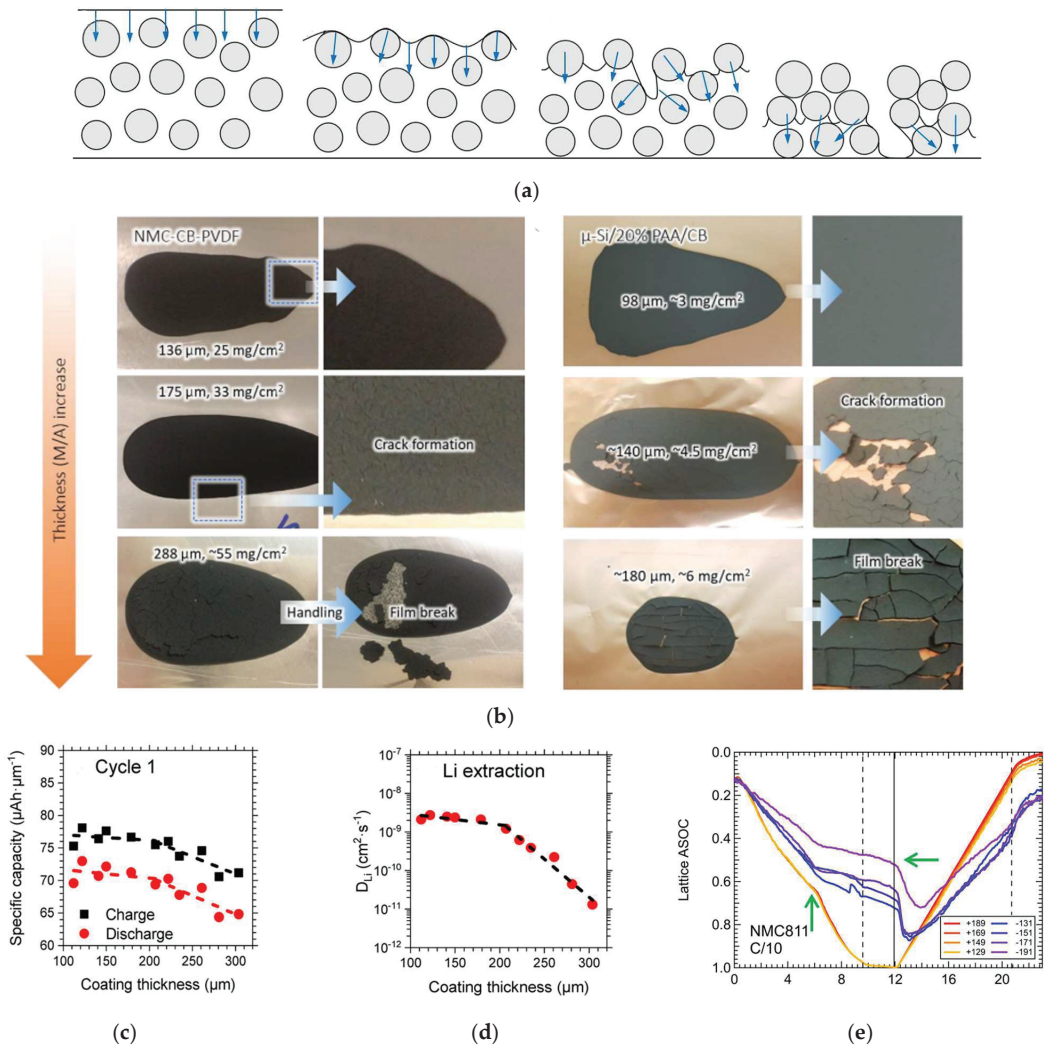 (a)
Thickness (M/A) increase
NMC-CB-PVDF
136 µm, 25 mg/cm²
175 µm, 33 mg/cm²
Crack formation
288 µm, ~55 mg/cm²
Handling
Film break
µ-Si/20% PAA/CB
98 µm, ~3 mg/cm²
Crack formation
~140 µm, ~4.5 mg/cm²
Film break
~180 µm, ~6 mg/cm²
(b)
Specific capacity (µAh·µm⁻¹)
90
85
80
75
70
65
60
Cycle 1
Charge
Discharge
100 150 200 250 300
Coating thickness (µm)
(c)
D_Li (cm²·s⁻¹)
10⁻⁷
10⁻⁸
10⁻⁹
10⁻¹⁰
10⁻¹¹
10⁻¹²
Li extraction
100 150 200 250 300
Coating thickness (µm)
(d)
Lattice ASOC
0.0
0.2
0.4
0.6
0.8
1.0
NMC811
C/10
+189 -131
+169 -151
+149 -171
+129 -191
0 4 8 12 16 20
(e)